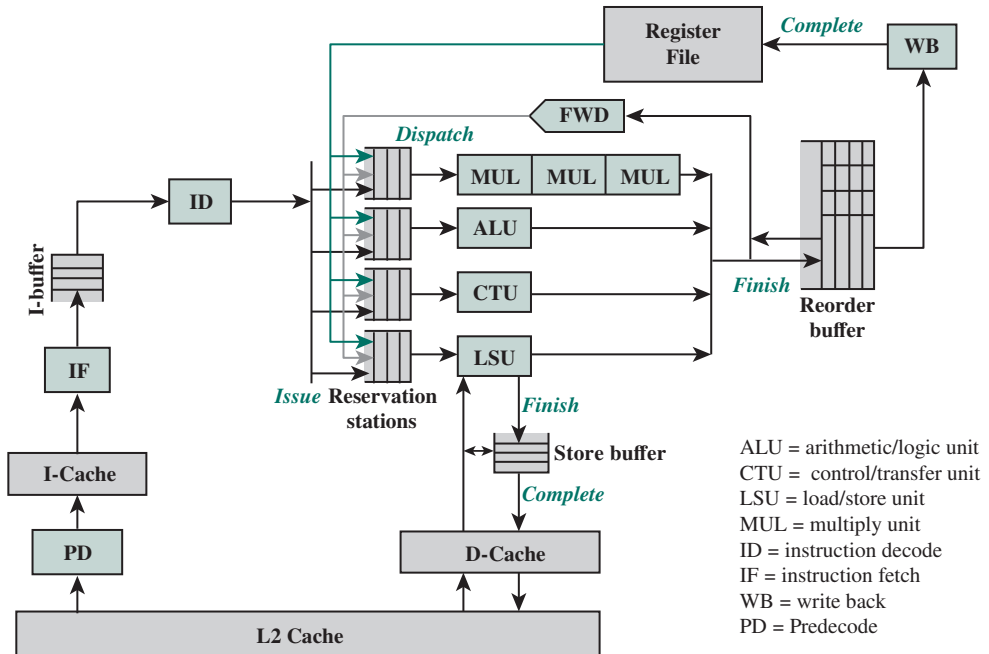 Register
File
Complete
WB
FWD
Dispatch
MUL MUL MUL
ID
ALU
I-buffer
CTU
Finish
Reorder
buffer
IF
LSU
Issue
Reservation
stations
Finish
Store buffer
I-Cache
Complete
PD
D-Cache
L2 Cache
ALU = arithmetic/logic unit
CTU = control/transfer unit
LSU = load/store unit
MUL = multiply unit
ID = instruction decode
IF = instruction fetch
WB = write back
PD = Predecode